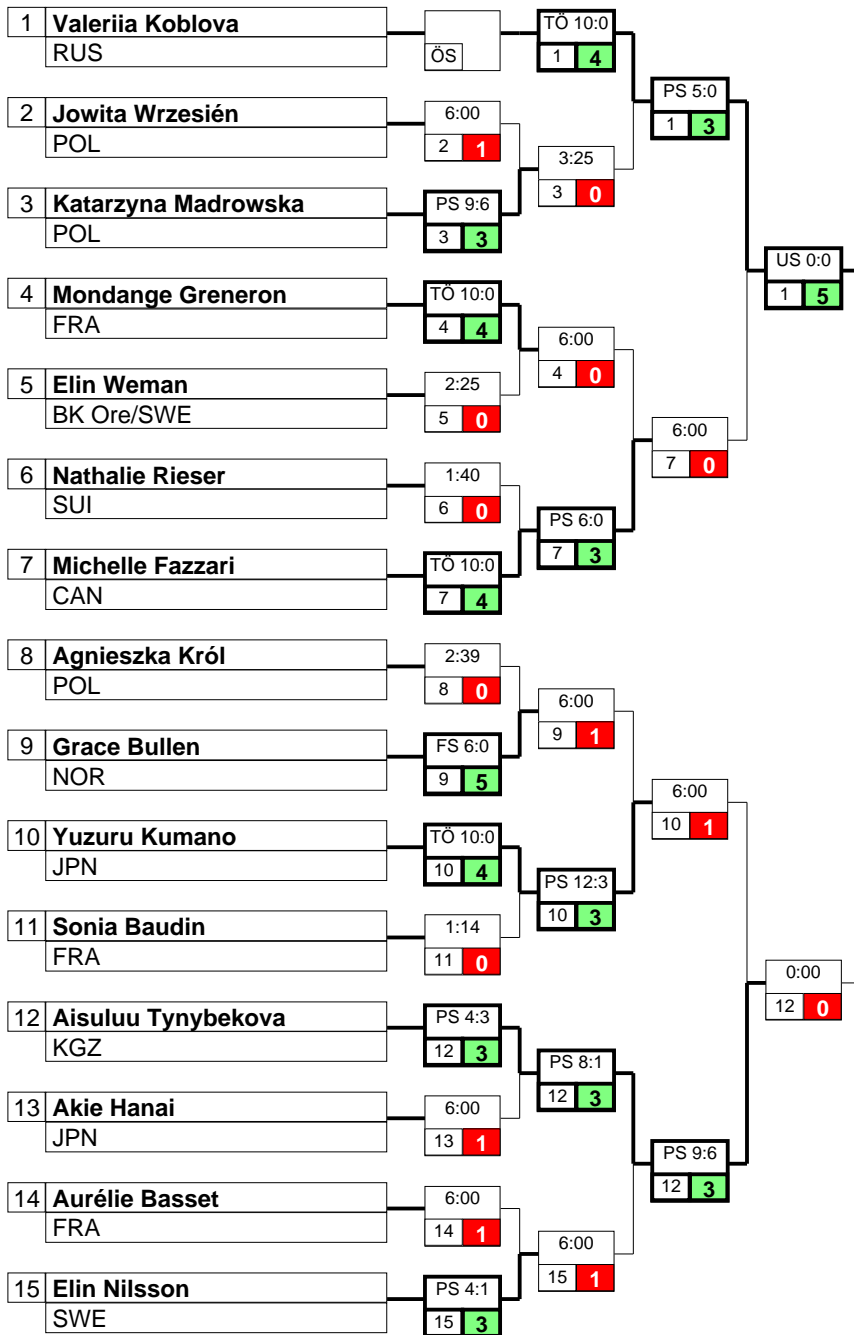 1 Valeriia Koblova
RUS
ÖS
TÖ 10:0
1 4
PS 5:0
1 3
2 Jowita Wrzesién
POL
6:00
2 1
3:25
3 0
3 Katarzyna Madrowska
POL
PS 9:6
3 3
US 0:0
1 5
4 Mondange Greneron
FRA
TÖ 10:0
4 4
6:00
4 0
5 Elin Weman
BK Ore/SWE
2:25
5 0
6:00
7 0
6 Nathalie Rieser
SUI
1:40
6 0
PS 6:0
7 3
7 Michelle Fazzari
CAN
TÖ 10:0
7 4
8 Agnieszka Król
POL
2:39
8 0
6:00
9 1
9 Grace Bullen
NOR
FS 6:0
9 5
6:00
10 1
10 Yuzuru Kumano
JPN
TÖ 10:0
10 4
PS 12:3
10 3
11 Sonia Baudin
FRA
1:14
11 0
0:00
12 0
12 Aisuluu Tynybekova
KGZ
PS 4:3
12 3
PS 8:1
12 3
13 Akie Hanai
JPN
6:00
13 1
PS 9:6
12 3
14 Aurélie Basset
FRA
6:00
14 1
6:00
15 1
15 Elin Nilsson
SWE
PS 4:1
15 3